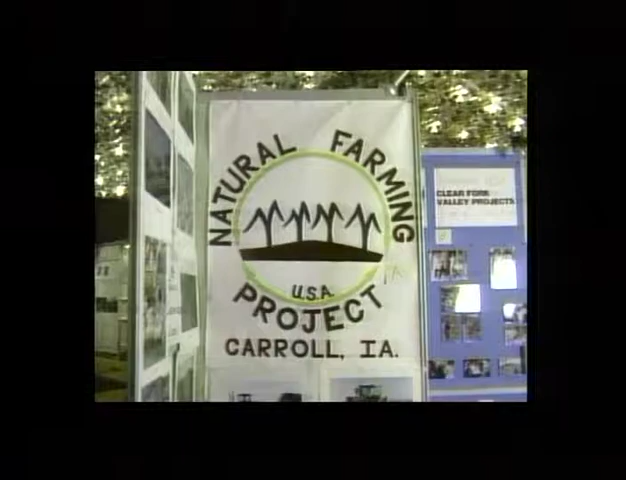 NATURAL FARMING
U.S.A.
PROJECT
CARROLL, IA.
CLEAR FORK
VALLEY PROJECTS